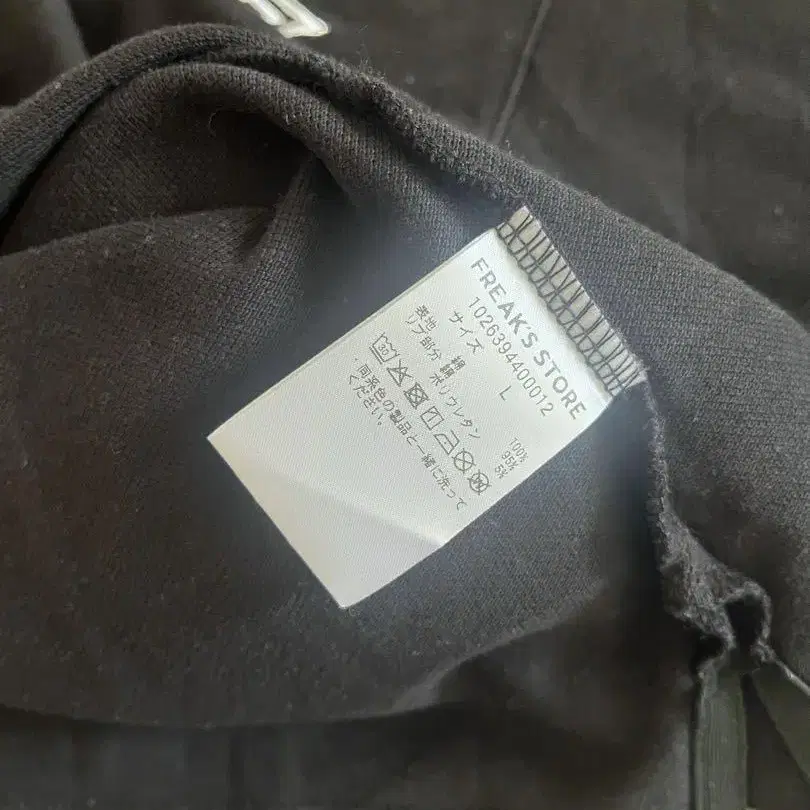 FREAK'S STORE
1026394400012
サイズ L
表地 綿 100%
リブ部分 綿 95%
ポリウレタン 5%
30
・同系色の製品と一緒に洗って
ください。